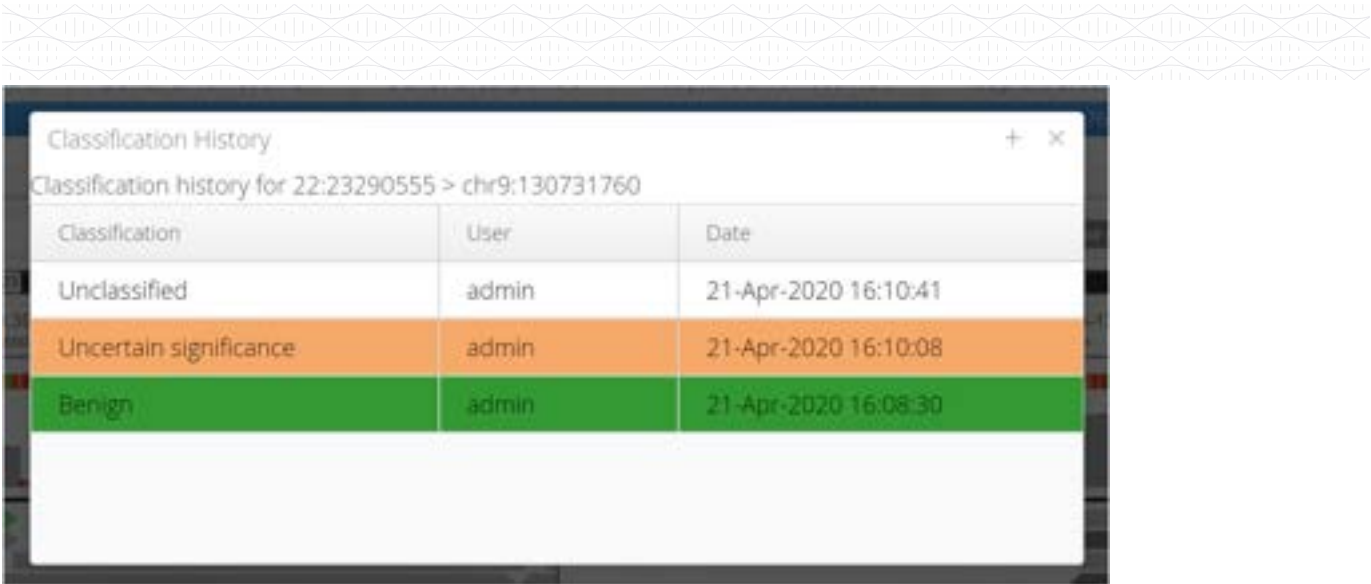 Classification History
Classification history for 22:23290555 > chr9:130731760
Classification User Date
Unclassified admin 21-Apr-2020 16:10:41
Uncertain significance admin 21-Apr-2020 16:10:08
Benign admin 21-Apr-2020 16:08:30